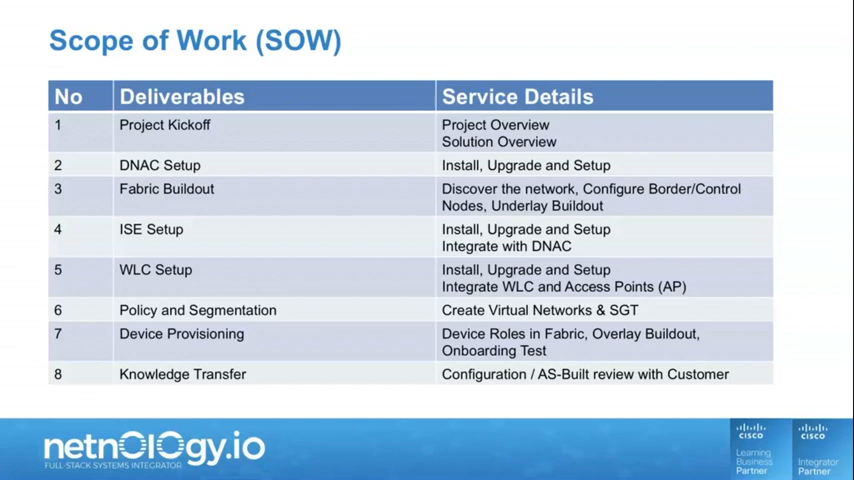 Scope of Work (SOW)
No Deliverables Service Details
1 Project Kickoff Project Overview
Solution Overview
2 DNAC Setup Install, Upgrade and Setup
3 Fabric Buildout Discover the network, Configure Border/Control
Nodes, Underlay Buildout
4 ISE Setup Install, Upgrade and Setup
Integrate with DNAC
5 WLC Setup Install, Upgrade and Setup
Integrate WLC and Access Points (AP)
6 Policy and Segmentation Create Virtual Networks & SGT
7 Device Provisioning Device Roles in Fabric, Overlay Buildout,
Onboarding Test
8 Knowledge Transfer Configuration / AS-Built review with Customer
netnology.io
FULL-STACK SYSTEMS INTEGRATOR
CISCO
Learning
Business
Partner
CISCO
Integrator
Partner